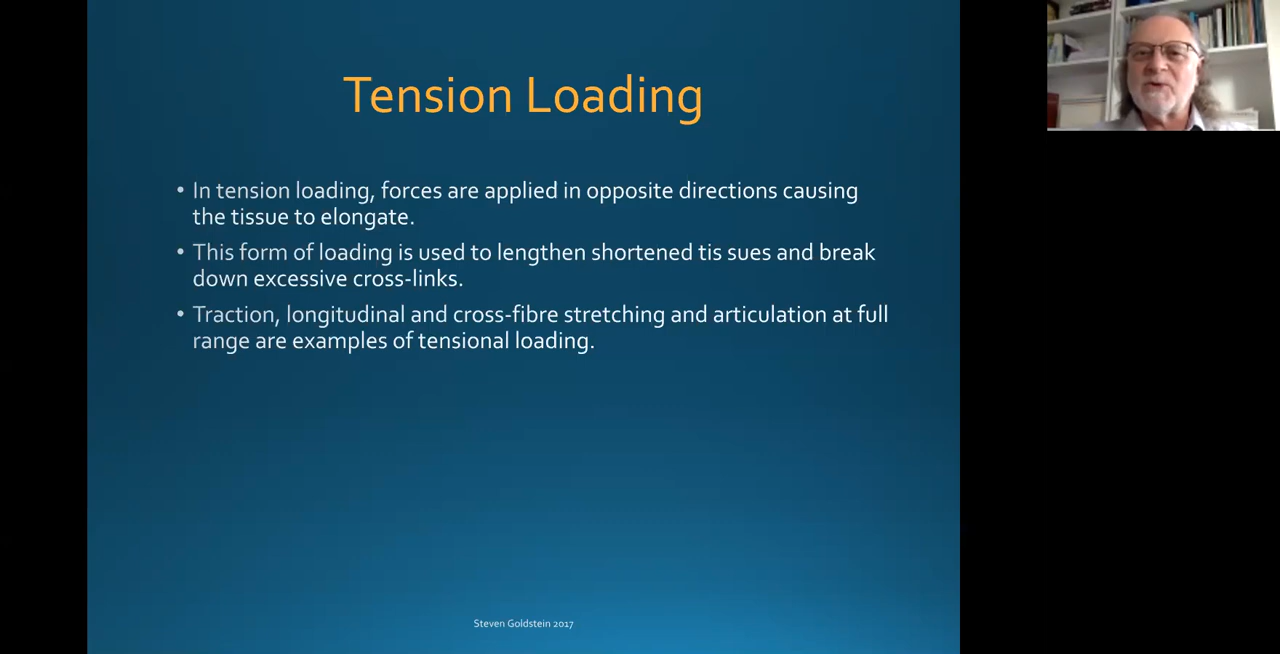 Tension Loading
• In tension loading, forces are applied in opposite directions causing
the tissue to elongate.
• This form of loading is used to lengthen shortened tis sues and break
down excessive cross-links.
• Traction, longitudinal and cross-fibre stretching and articulation at full
range are examples of tensional loading.
Steven Goldstein 2017